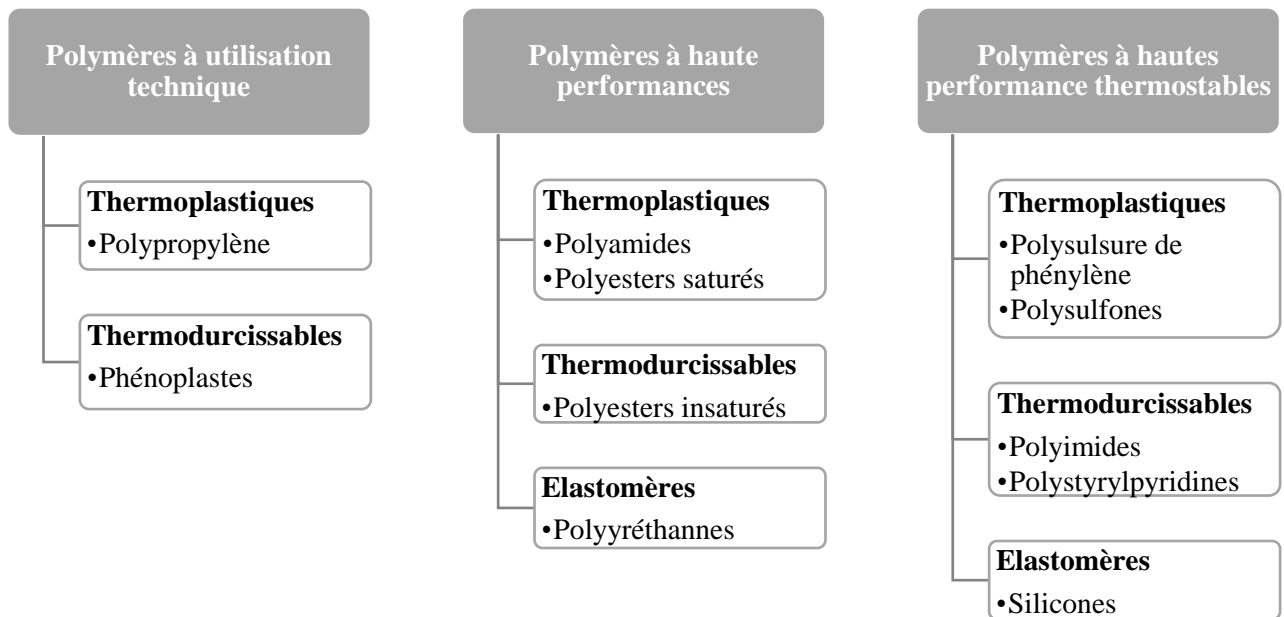 Polymères à utilisation
technique
Thermoplastiques
•Polypropylène
Thermodurcissables
•Phénoplastes
Polymères à haute
performances
Thermoplastiques
•Polyamides
•Polyesters saturés
Thermodurcissables
•Polyesters insaturés
Elastomères
•Polyyréthannes
Polymères à hautes
performance thermostables
Thermoplastiques
•Polysulsure de
phénylène
•Polysulfones
Thermodurcissables
•Polyimides
•Polystyrylpyridines
Elastomères
•Silicones